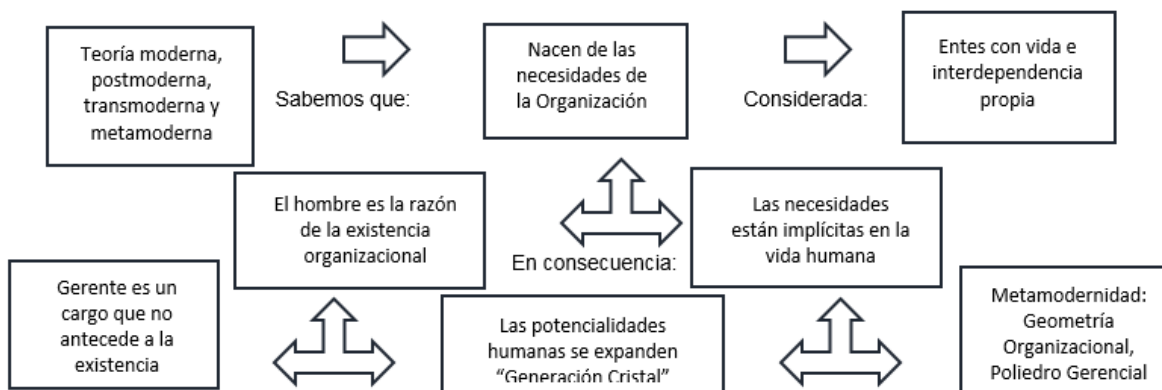 Teoría moderna,
postmoderna,
transmoderna y
metamoderna
Sabemos que:
Nacen de las
necesidades de
la Organización
Considerada:
Entes con vida e
interdependencia
propia
El hombre es la razón
de la existencia
organizacional
En consecuencia:
Las necesidades
están implícitas en la
vida humana
Gerente es un
cargo que no
antecede a la
existencia
Las potencialidades
humanas se expanden
“Generación Cristal”
Metamodernidad:
Geometría
Organizacional,
Poliedro Gerencial